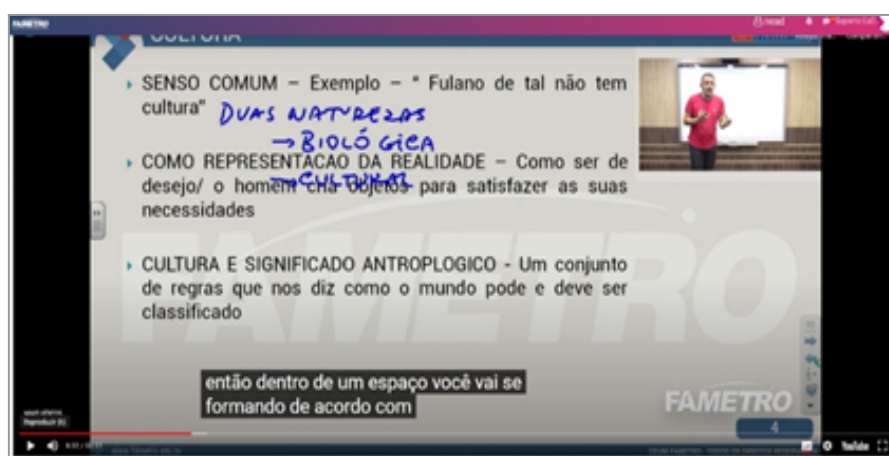 FAMETRO
CULTURA
SENSO COMUM – Exemplo – “ Fulano de tal não tem
cultura”
DUAS NATUREZAS
→ BIOLÓGICA
COMO REPRESENTACAO DA REALIDADE – Como ser de
→ CULTURAL
desejo/ o homem cria objetos para satisfazer as suas
necessidades
CULTURA E SIGNIFICADO ANTROPLOGICO - Um conjunto
de regras que nos diz como o mundo pode e deve ser
classificado
FAMETRO
então dentro de um espaço você vai se
formando de acordo com
FAMETRO
4
YouTube